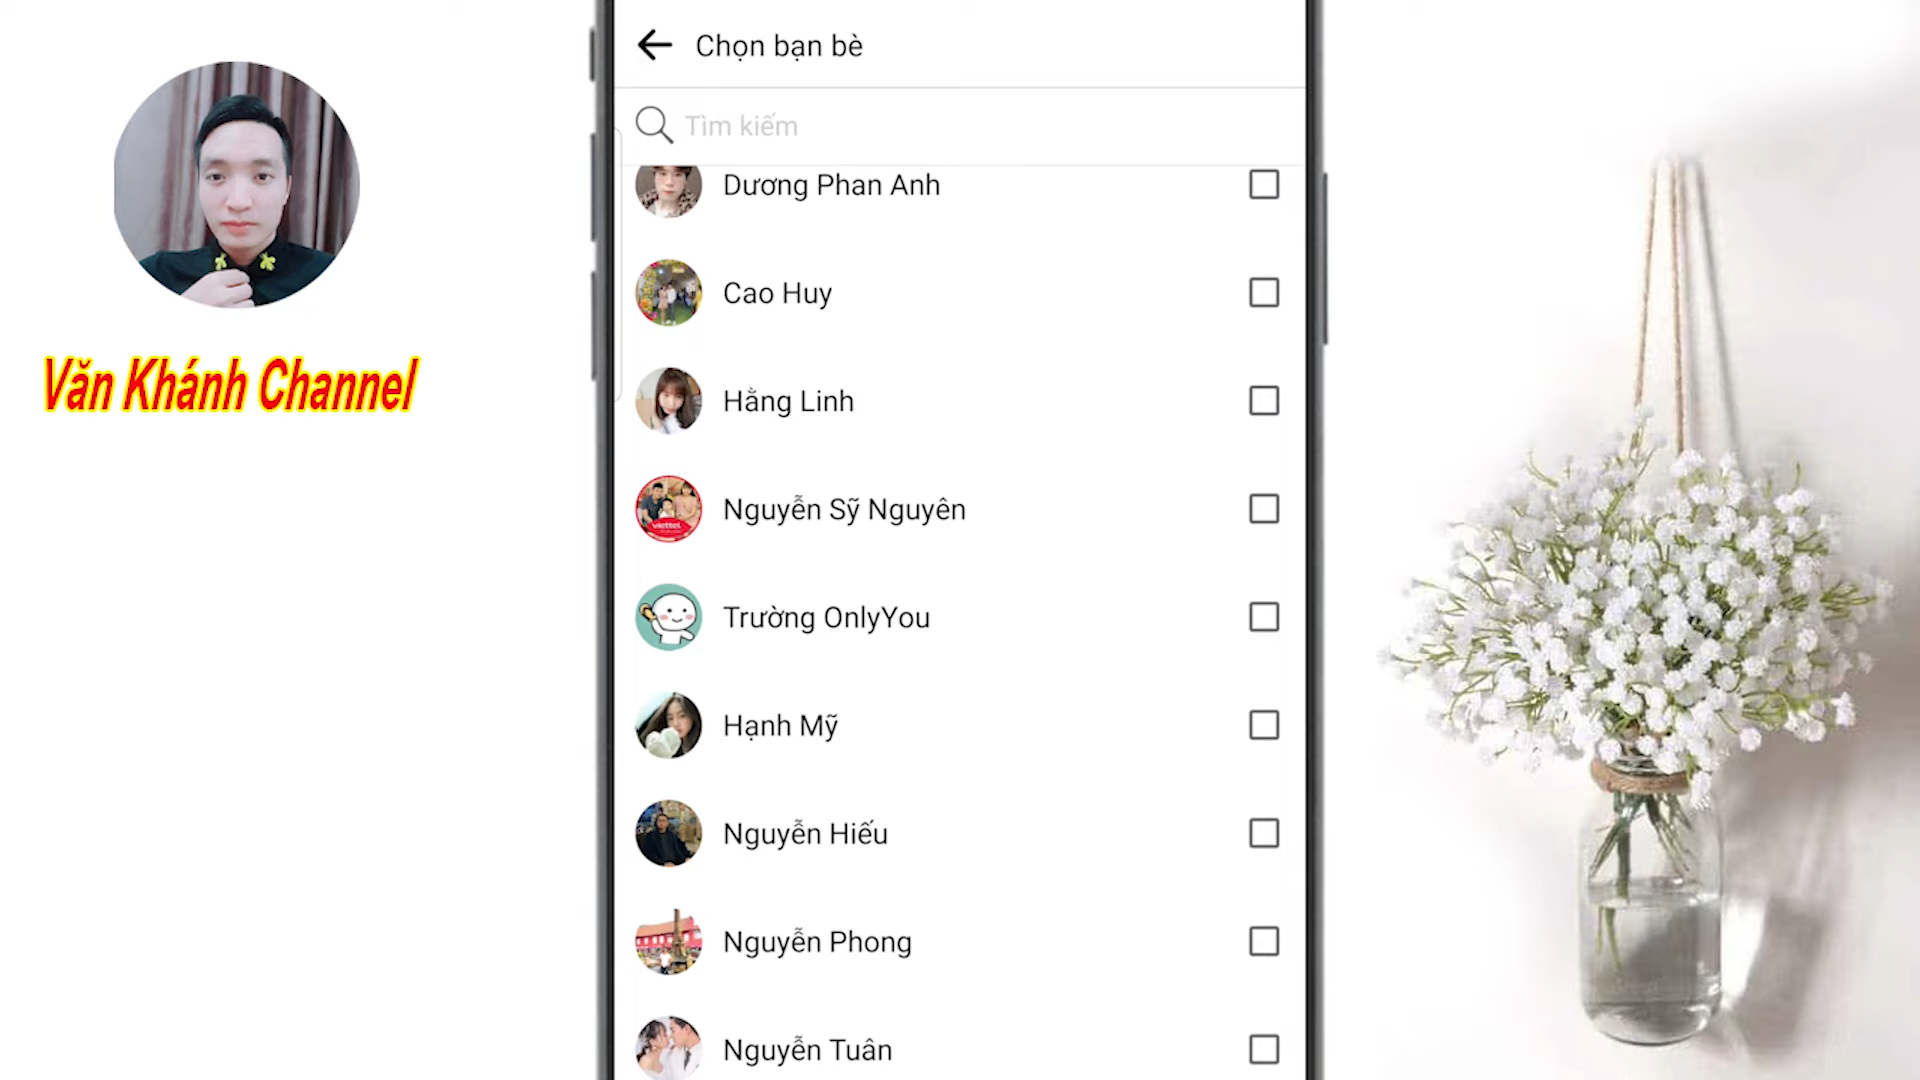 Chọn bạn bè
Tìm kiếm
Dương Phan Anh
Cao Huy
Hằng Linh
Văn Khánh Channel
Nguyễn Sỹ Nguyên
viettel
Trường OnlyYou
Hạnh Mỹ
Nguyễn Hiếu
Nguyễn Phong
Nguyễn Tuân